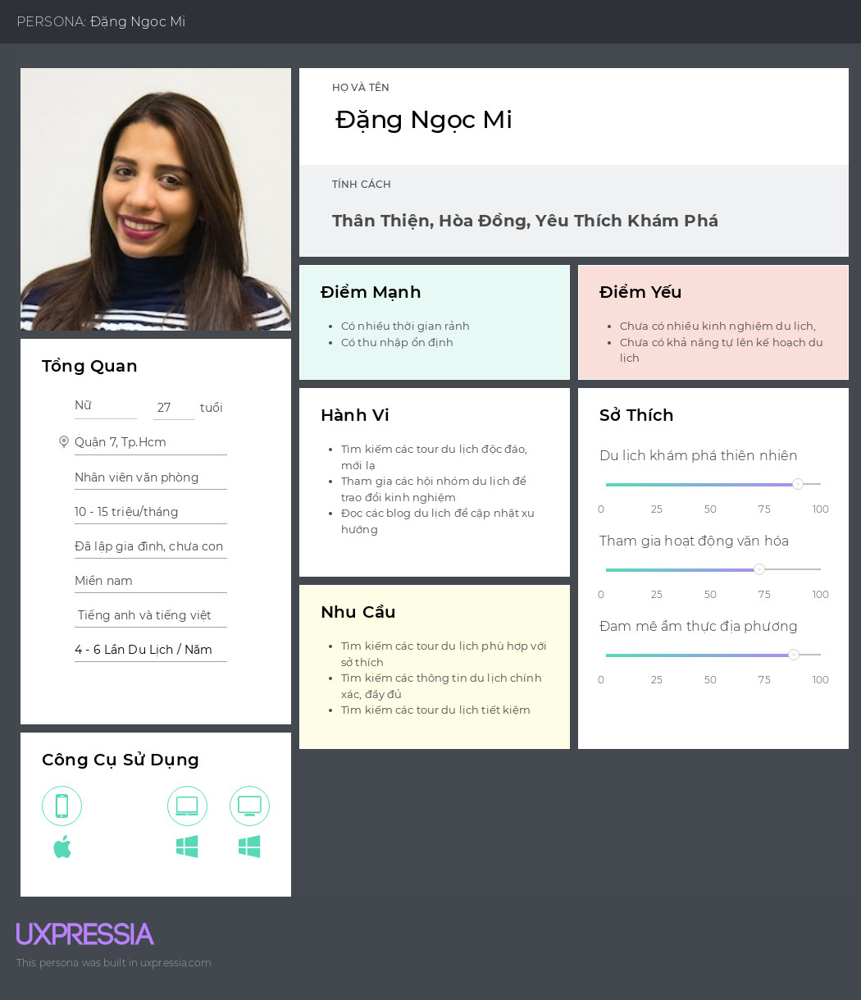 PERSONA: Đặng Ngọc Mi
HỌ VÀ TÊN
Đặng Ngọc Mi
TÍNH CÁCH
Thân Thiện, Hòa Đồng, Yêu Thích Khám Phá
Tổng Quan
Nữ 27 tuổi
Quận 7, Tp.Hcm
Nhân viên văn phòng
10 - 15 triệu/tháng
Đã lập gia đình, chưa con
Miền nam
Tiếng anh và tiếng việt
4 - 6 Lần Du Lịch / Năm
Công Cụ Sử Dụng
Điểm Mạnh
• Có nhiều thời gian rảnh
• Có thu nhập ổn định
Điểm Yếu
• Chưa có nhiều kinh nghiệm du lịch,
• Chưa có khả năng tự lên kế hoạch du
lịch
Hành Vi
• Tìm kiếm các tour du lịch độc đáo,
mới lạ
• Tham gia các hội nhóm du lịch để
trao đổi kinh nghiệm
• Đọc các blog du lịch để cập nhật xu
hướng
Nhu Cầu
• Tìm kiếm các tour du lịch phù hợp với
sở thích
• Tìm kiếm các thông tin du lịch chính
xác, đầy đủ
• Tìm kiếm các tour du lịch tiết kiệm
Sở Thích
Du lịch khám phá thiên nhiên
0 25 50 75 100
Tham gia hoạt động văn hóa
0 25 50 75 100
Đam mê ẩm thực địa phương
0 25 50 75 100
UXPRESSIA
This persona was built in uxpressia.com